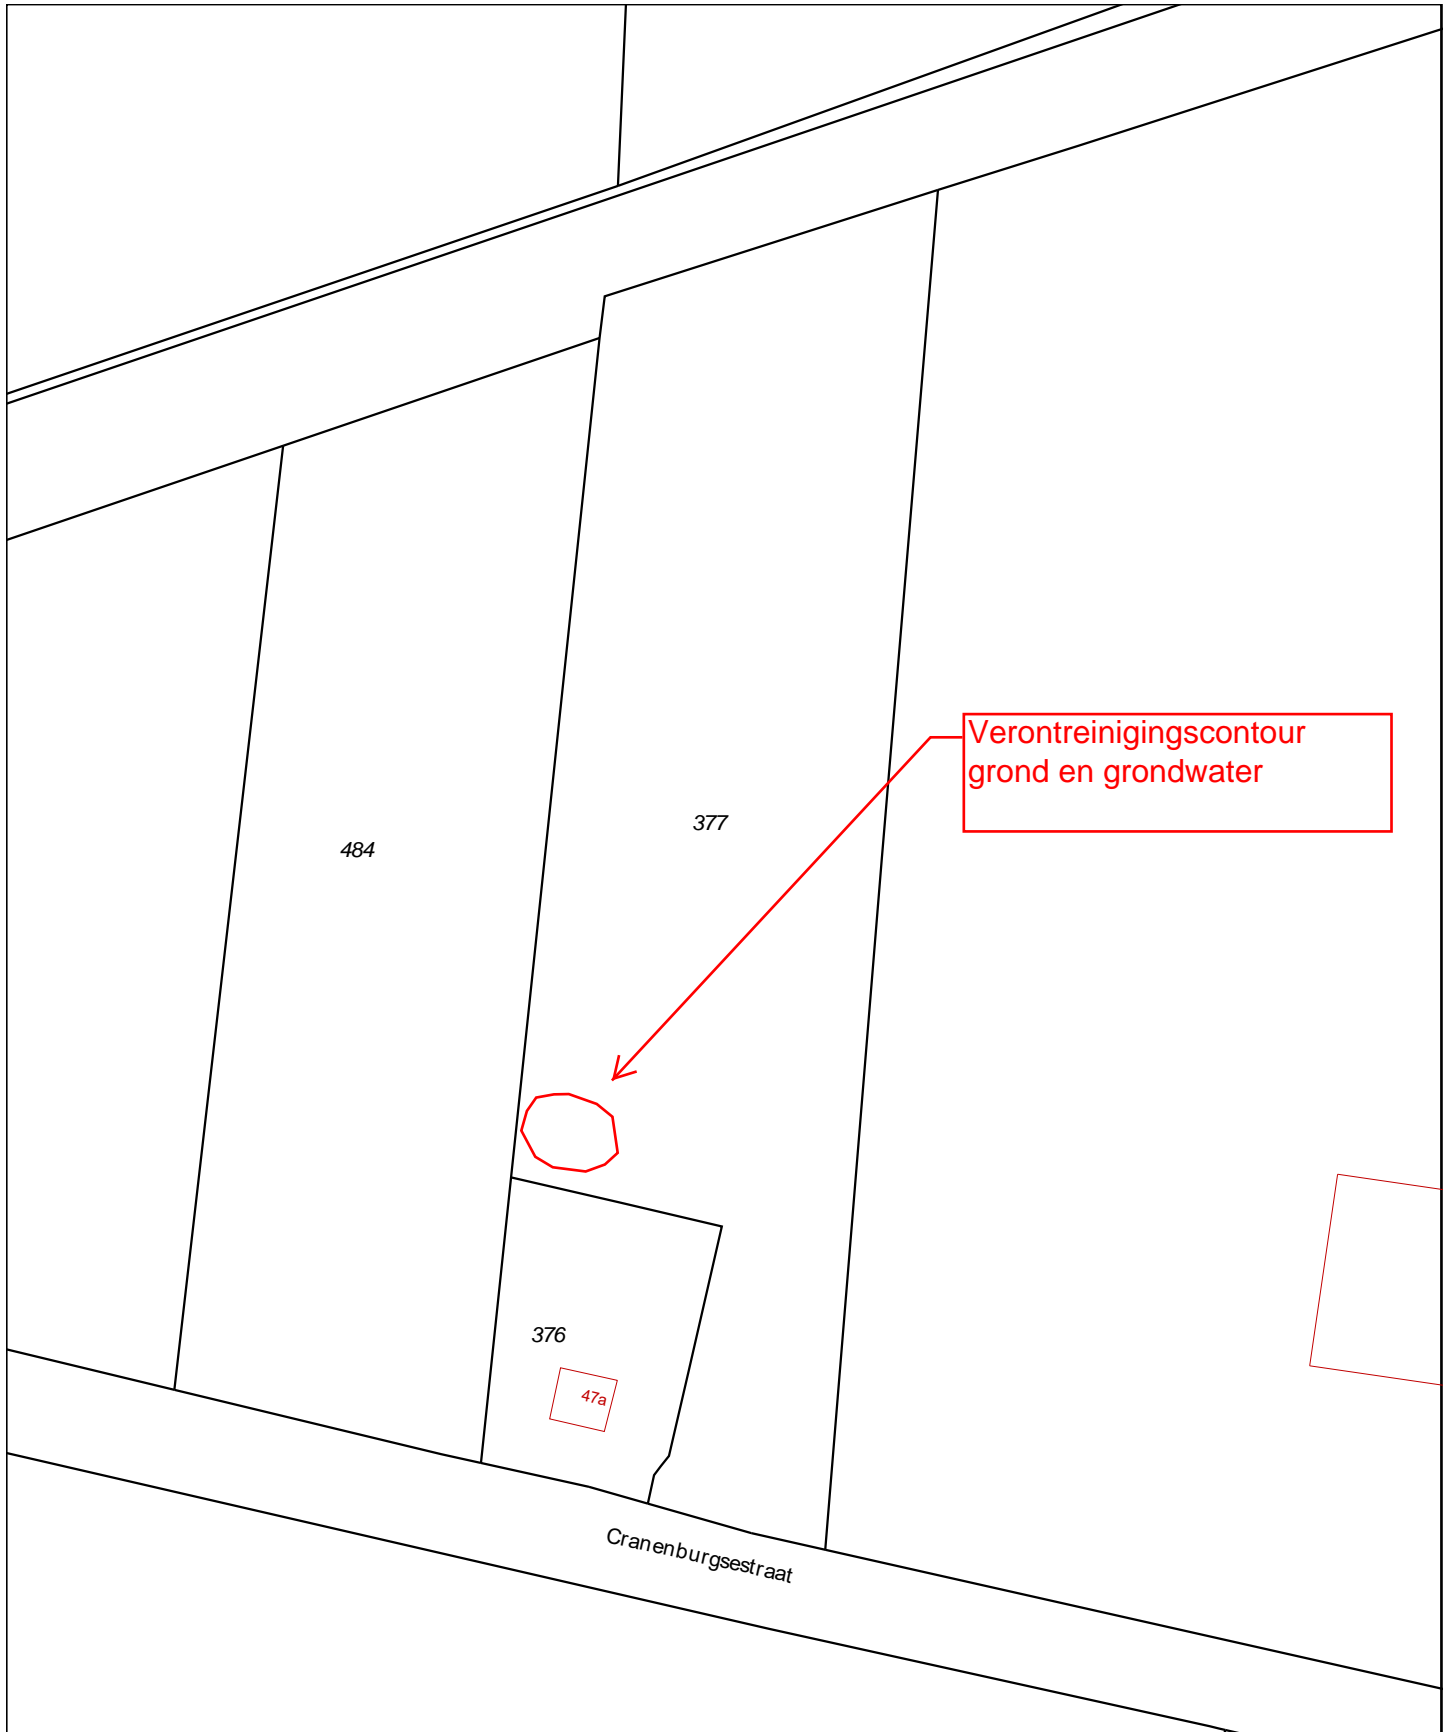 Verontreinigingscontour
grond en grondwater
377
484
376
47a
Cranenburgsestraat